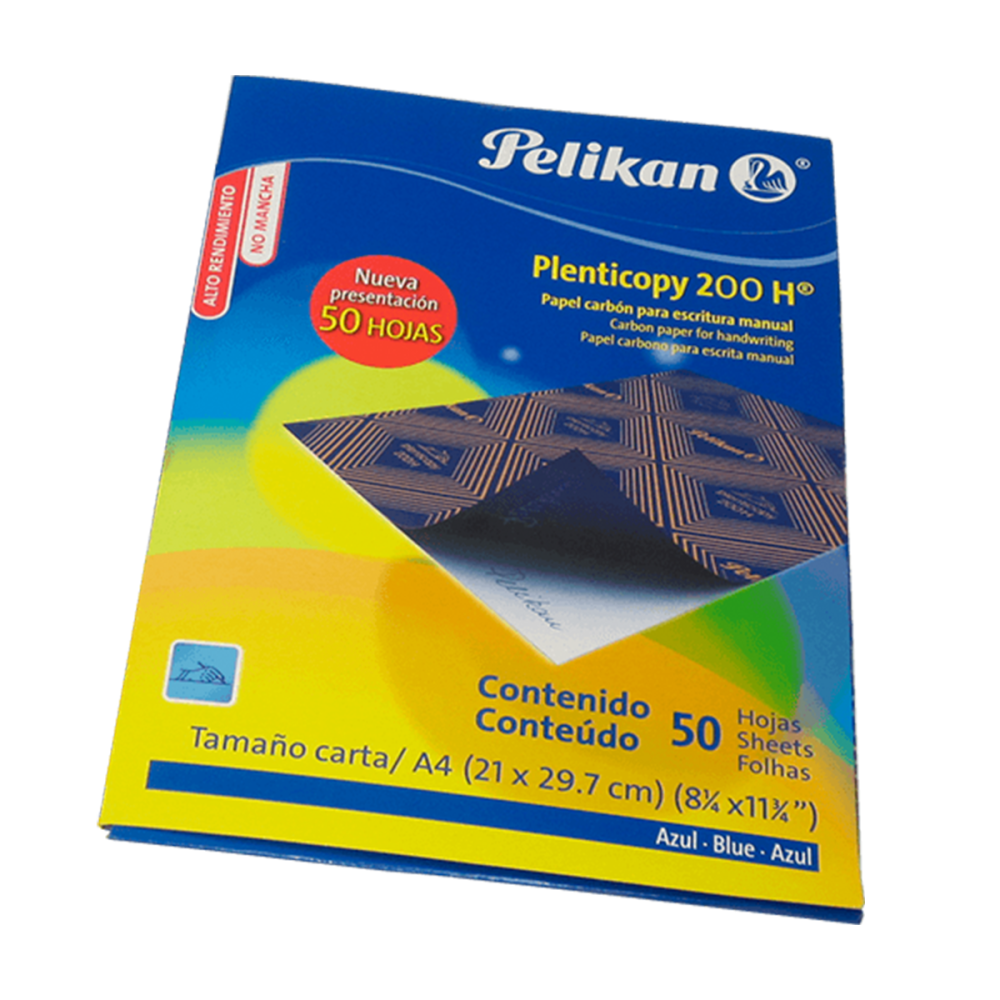 Pelikan ®
ALTO RENDIMIENTO
NO MANCHA
Nueva
presentación
50 HOJAS
Plenticopy 200 H®
Papel carbón para escritura manual
Carbon paper for handwriting
Papel carbono para escrita manual
Pelikan
Pelikan
Contenido
Conteúdo
50
Hojas
Sheets
Folhas
Tamaño carta/ A4 (21 x 29.7 cm) (8¼ x11¾”)
Azul · Blue · Azul